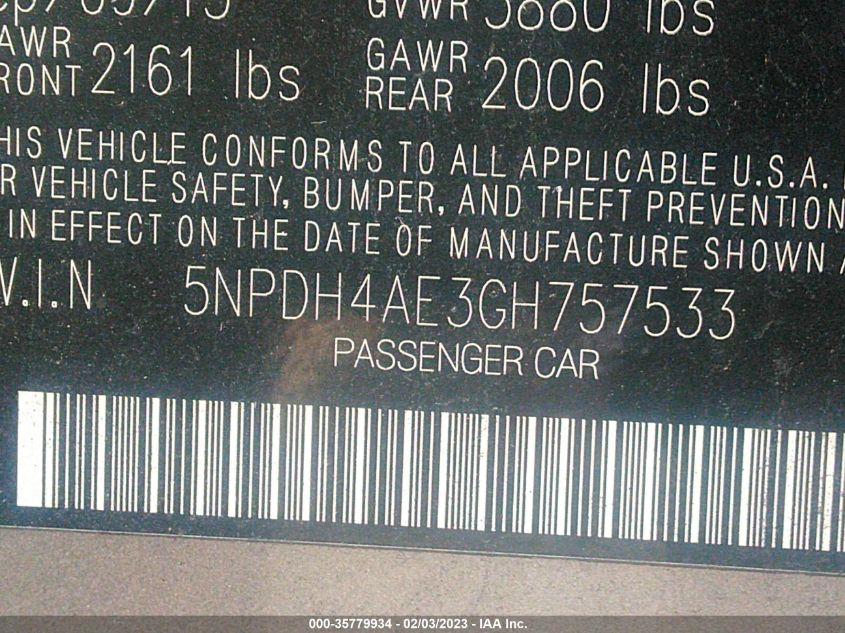 GVWR 3880 lbs
GAWR FRONT 2161 lbs GAWR REAR 2006 lbs
THIS VEHICLE CONFORMS TO ALL APPLICABLE U.S.A.
VEHICLE SAFETY, BUMPER, AND THEFT PREVENTION
IN EFFECT ON THE DATE OF MANUFACTURE SHOWN
V.I.N 5NPDH4AE3GH757533
PASSENGER CAR
000-35779934 - 02/03/2023 - IAA Inc.